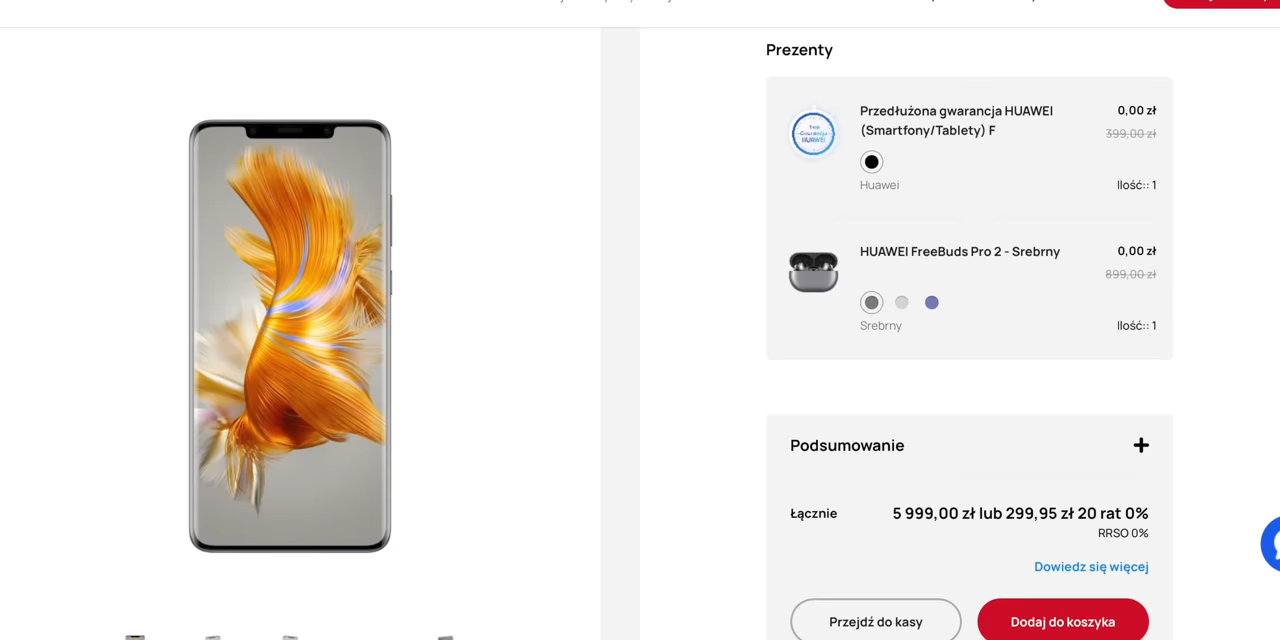 Prezenty
Przedłużona gwarancja HUAWEI
(Smartfony/Tablety) F
0,00 zł
399,00 zł
Huawei
Ilość:: 1
HUAWEI FreeBuds Pro 2 - Srebrny
0,00 zł
899,00 zł
Srebrny
Ilość:: 1
Podsumowanie
Łącznie
5 999,00 zł lub 299,95 zł 20 rat 0%
RRSO 0%
Dowiedz się więcej
Przejdź do kasy
Dodaj do koszyka